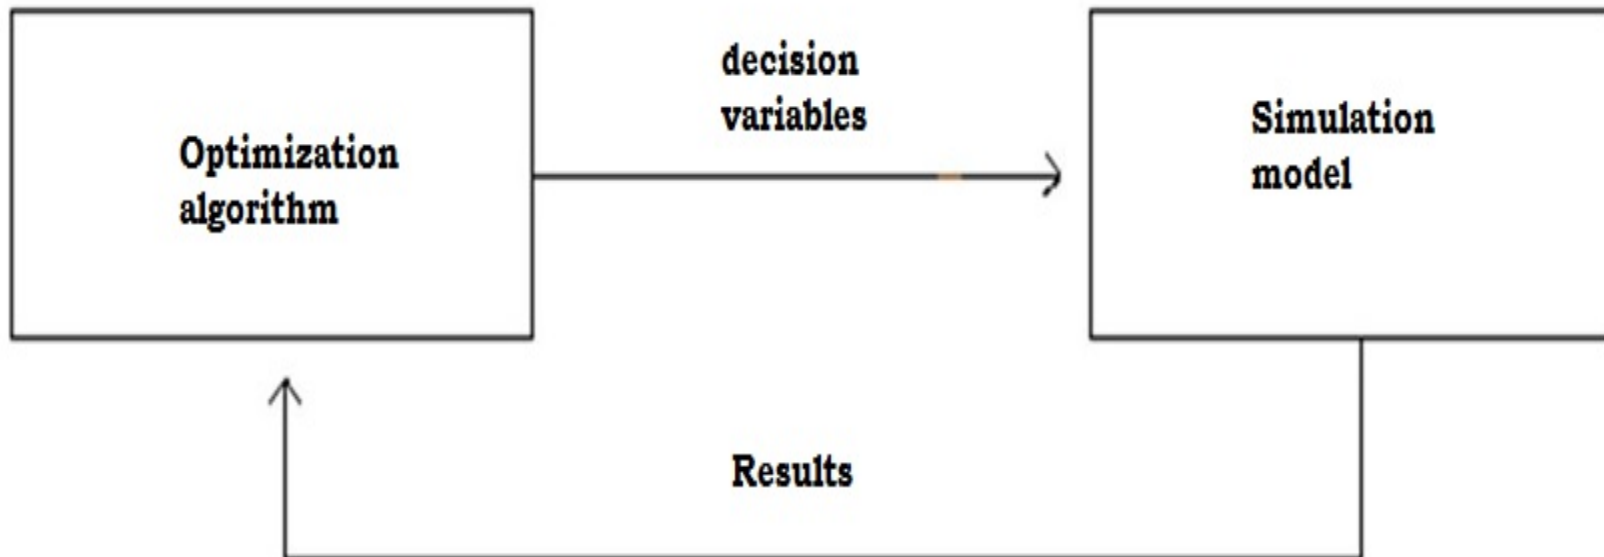 decision
variables
Optimization
algorithm
Simulation
model
Results